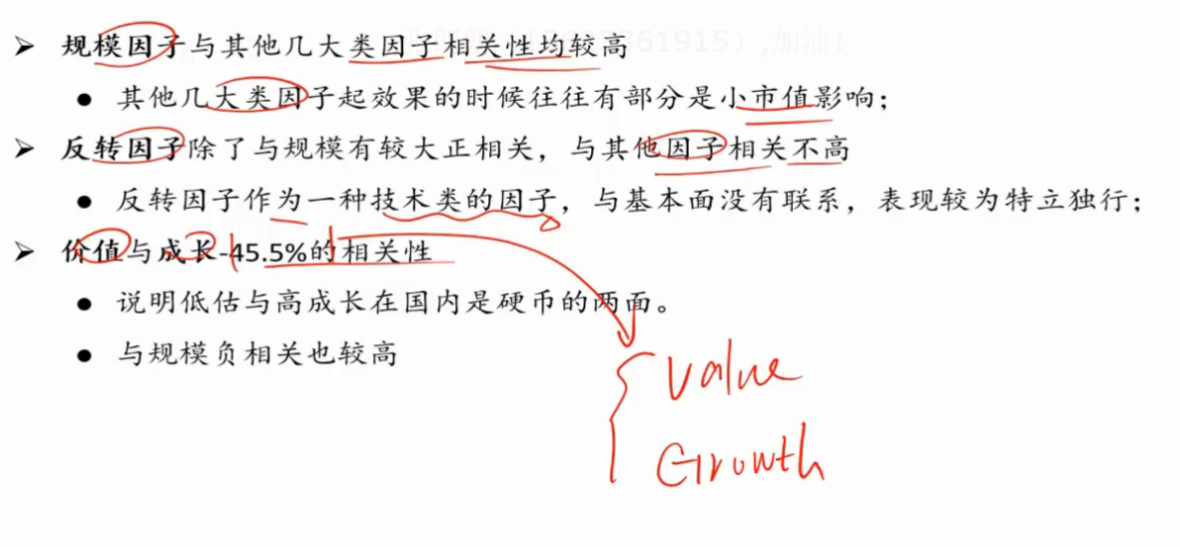 61915）,加油！
➢ 规模因子与其他几大类因子相关性均较高
● 其他几大类因子起效果的时候往往有部分是小市值影响；
➢ 反转因子除了与规模有较大正相关，与其他因子相关不高
● 反转因子作为一种技术类的因子，与基本面没有联系，表现较为特立独行；
➢ 价值与成长-45.5%的相关性
● 说明低估与高成长在国内是硬币的两面。
● 与规模负相关也较高
Value
Growth